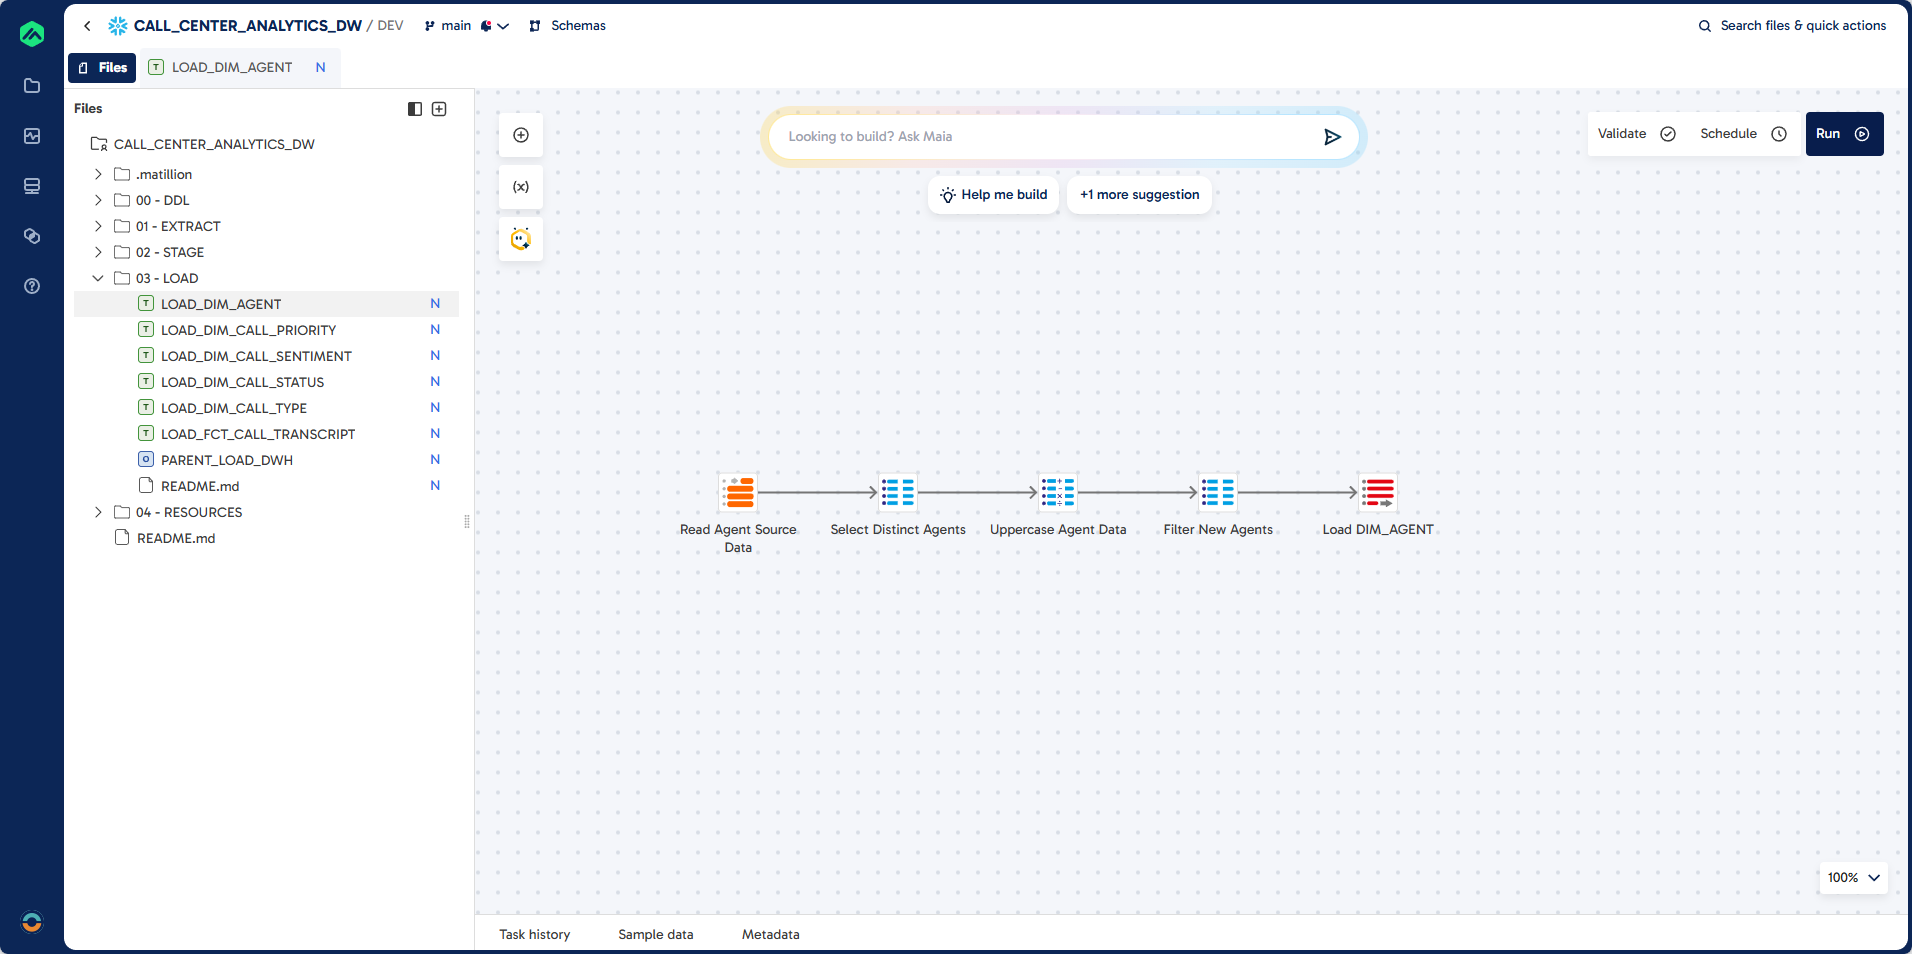 CALL_CENTER_ANALYTICS_DW / DEV main Schemas Search files & quick actions
Files LOAD_DIM_AGENT N
Files
CALL_CENTER_ANALYTICS_DW
.matillion
00 - DDL
01 - EXTRACT
02 - STAGE
03 - LOAD
T LOAD_DIM_AGENT N
T LOAD_DIM_CALL_PRIORITY N
T LOAD_DIM_CALL_SENTIMENT N
T LOAD_DIM_CALL_STATUS N
T LOAD_DIM_CALL_TYPE N
T LOAD_FCT_CALL_TRANSCRIPT N
O PARENT_LOAD_DWH N
README.md N
04 - RESOURCES
README.md
Looking to build? Ask Maia
Help me build +1 more suggestion
(x)
Validate Schedule Run
Read Agent Source
Data
Select Distinct Agents
Uppercase Agent Data
Filter New Agents
Load DIM_AGENT
100%
Task history Sample data Metadata